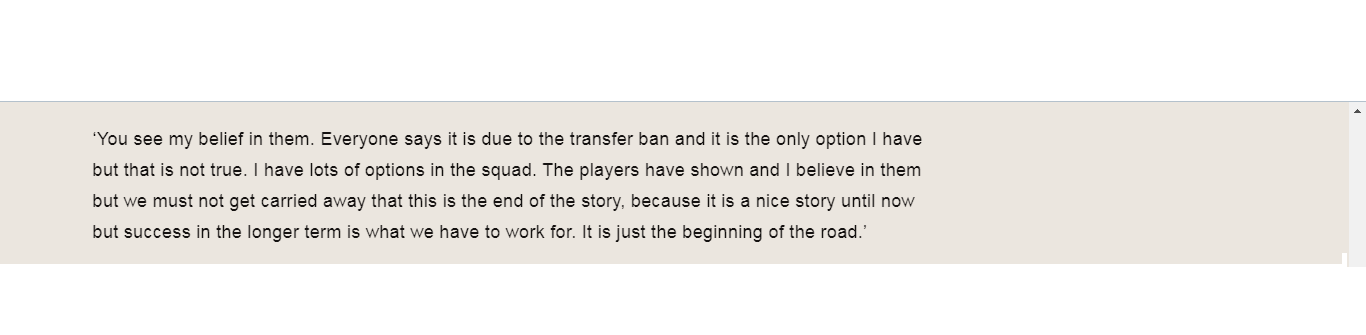 ‘You see my belief in them. Everyone says it is due to the transfer ban and it is the only option I have
but that is not true. I have lots of options in the squad. The players have shown and I believe in them
but we must not get carried away that this is the end of the story, because it is a nice story until now
but success in the longer term is what we have to work for. It is just the beginning of the road.’